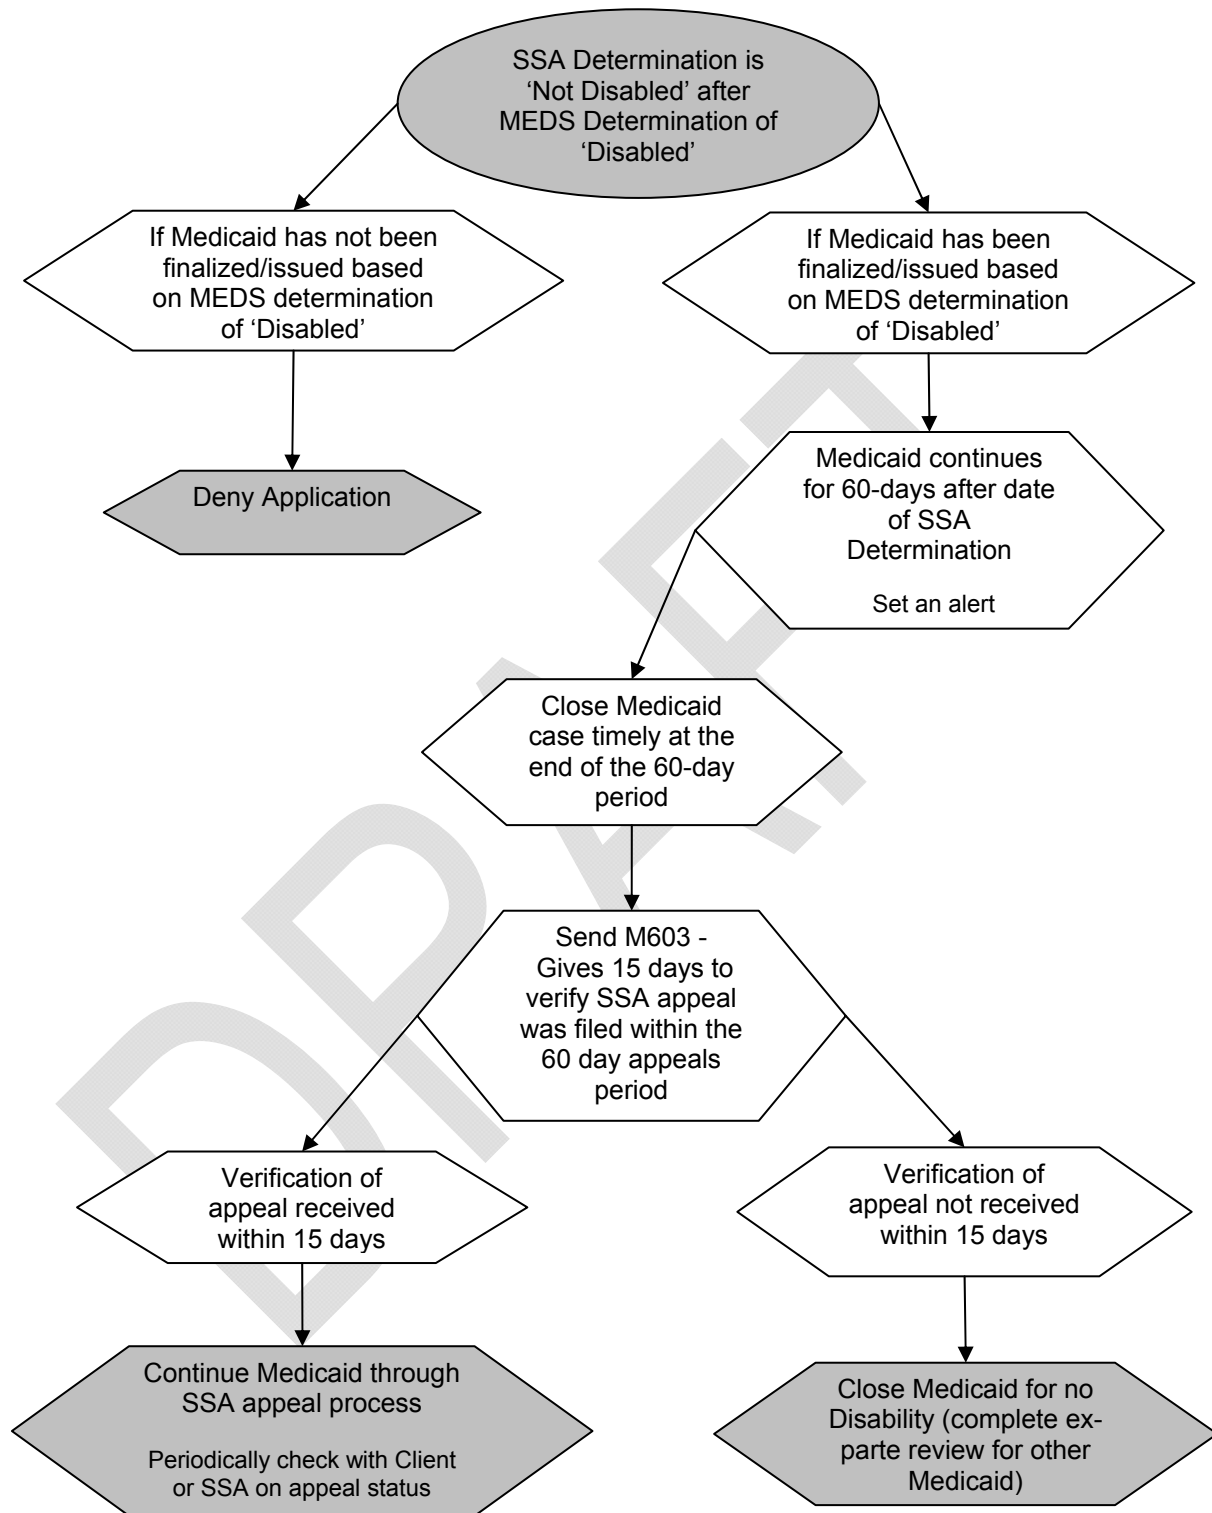 SSA Determination is
‘Not Disabled’ after
MEDS Determination of
‘Disabled’
If Medicaid has not been
finalized/issued based
on MEDS determination
of ‘Disabled’
If Medicaid has been
finalized/issued based
on MEDS determination
of ‘Disabled’
Deny Application
Medicaid continues
for 60-days after date
of SSA
Determination
Set an alert
Close Medicaid
case timely at the
end of the 60-day
period
Send M603 -
Gives 15 days to
verify SSA appeal
was filed within the
60 day appeals
period
Verification of
appeal received
within 15 days
Verification of
appeal not received
within 15 days
Continue Medicaid through
SSA appeal process
Periodically check with Client
or SSA on appeal status
Close Medicaid for no
Disability (complete ex-
parte review for other
Medicaid)
DRAFT